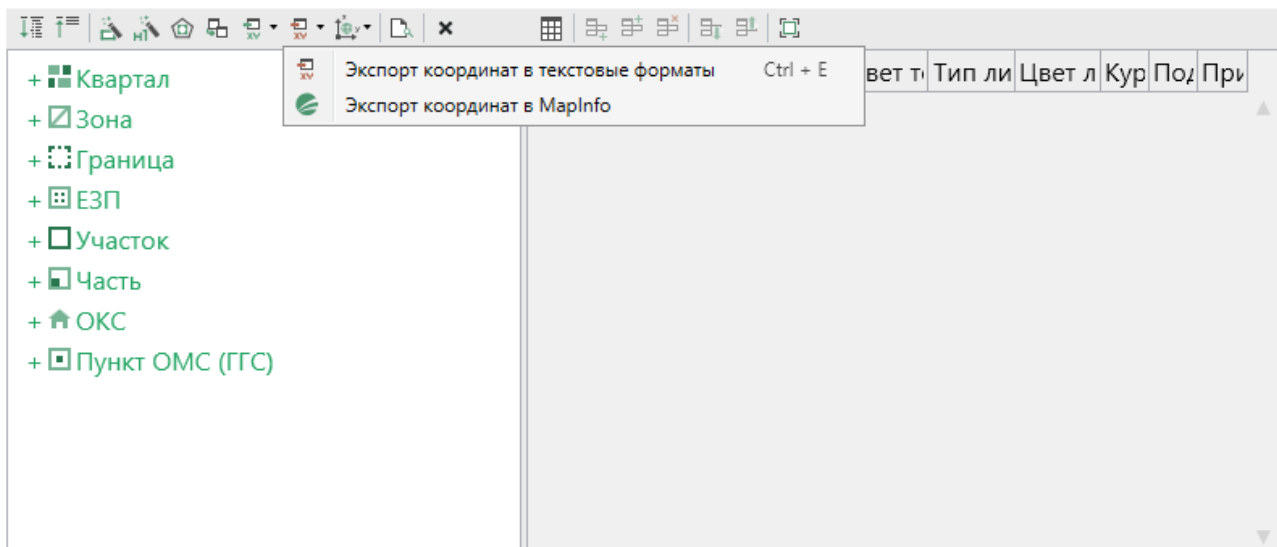 Экспорт координат в текстовые форматы Ctrl + E
Экспорт координат в MapInfo
Тип ли Цвет л Кур При
+ Квартал
+ Зона
+ Граница
+ ЕЗП
+ Участок
+ Часть
+ ОКС
+ Пункт ОМС (ГГС)